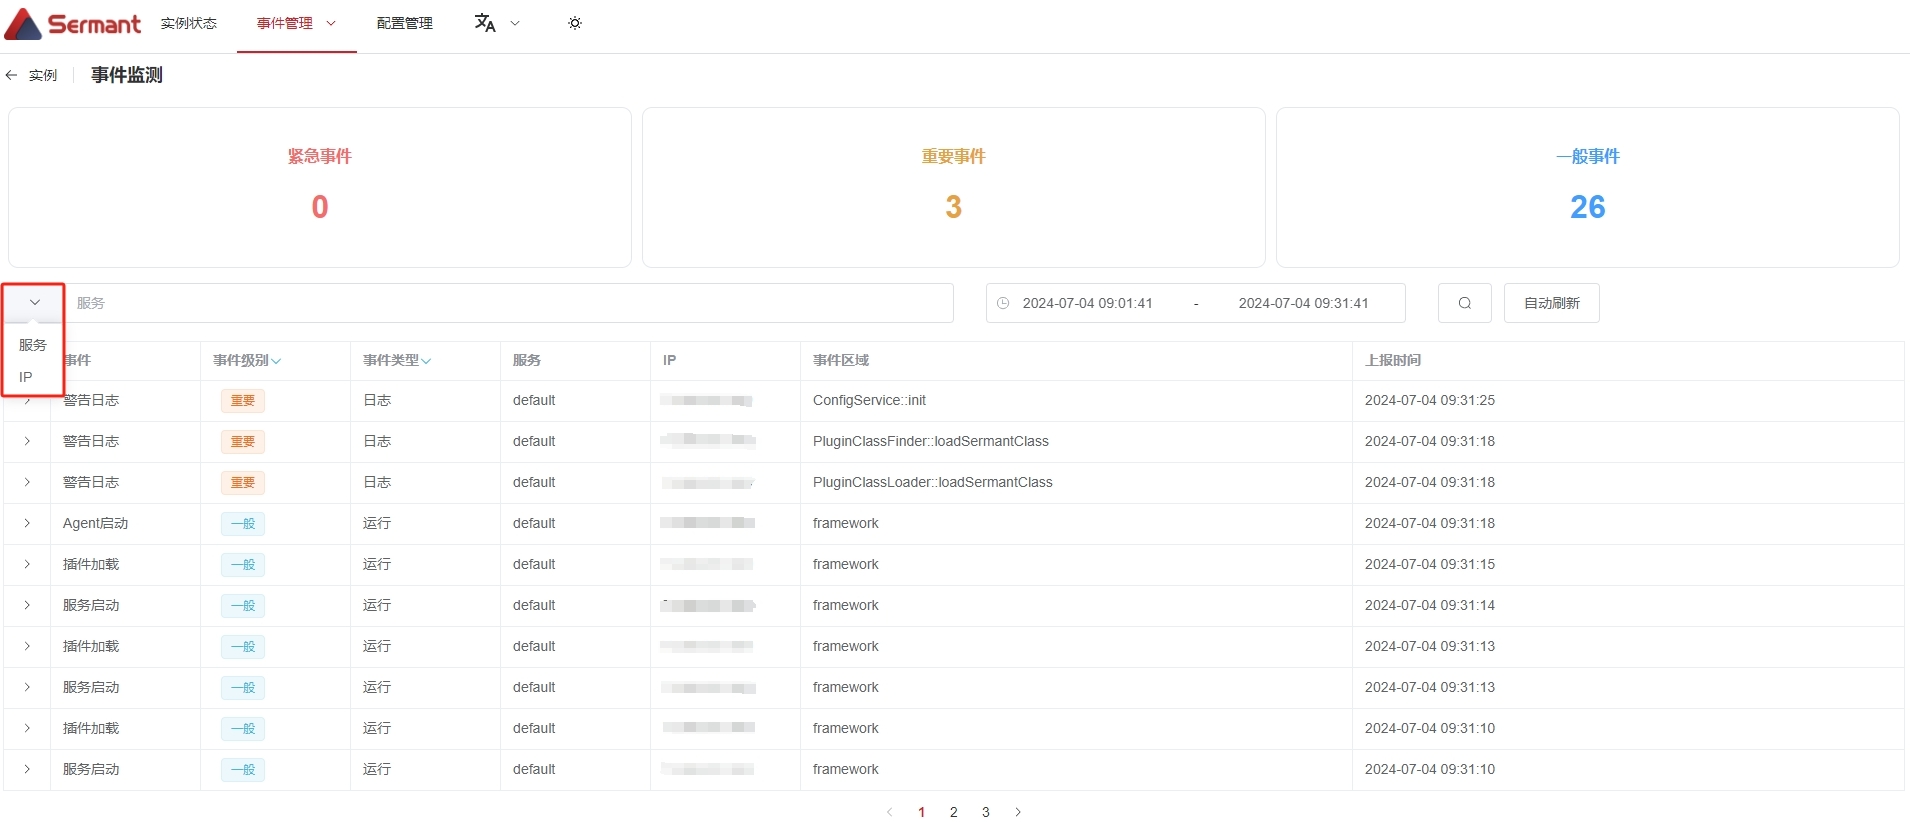 Sermant 实例状态 事件管理 配置管理 文A
实例 事件监测
紧急事件 重要事件 一般事件
0 3 26
服务 2024-07-04 09:01:41 - 2024-07-04 09:31:41 自动刷新
服务
IP
事件 事件级别 事件类型 服务 IP 事件区域 上报时间
警告日志 重要 日志 default ConfigService::init 2024-07-04 09:31:25
警告日志 重要 日志 default PluginClassFinder::loadSermantClass 2024-07-04 09:31:18
警告日志 重要 日志 default PluginClassLoader::loadSermantClass 2024-07-04 09:31:18
Agent启动 一般 运行 default framework 2024-07-04 09:31:18
插件加载 一般 运行 default framework 2024-07-04 09:31:15
服务启动 一般 运行 default framework 2024-07-04 09:31:14
插件加载 一般 运行 default framework 2024-07-04 09:31:13
服务启动 一般 运行 default framework 2024-07-04 09:31:13
插件加载 一般 运行 default framework 2024-07-04 09:31:10
服务启动 一般 运行 default framework 2024-07-04 09:31:10
1 2 3